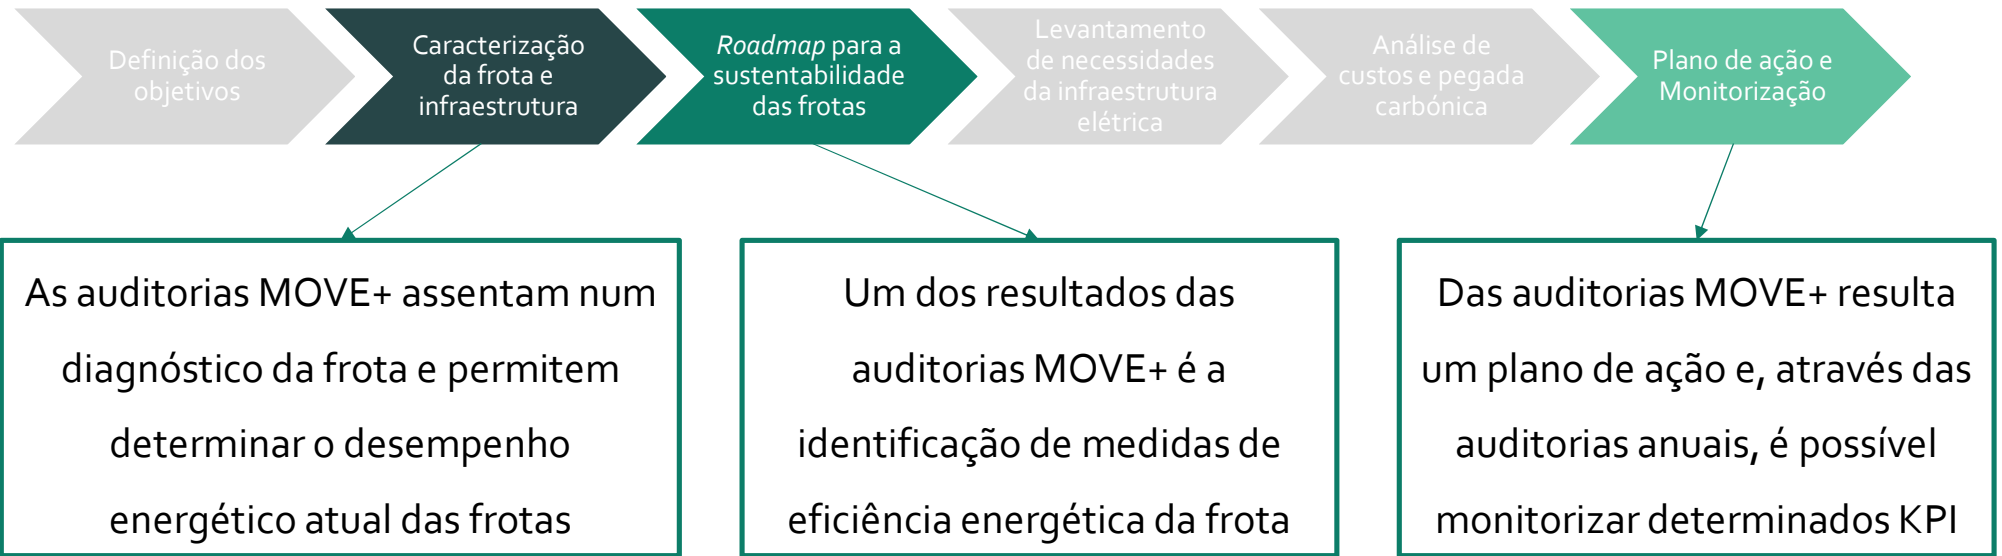 Definição dos
objetivos
Caracterização
da frota e
infraestrutura
Roadmap para a
sustentabilidade
das frotas
Levantamento
de necessidades
da infraestrutura
elétrica
Análise de
custos e pegada
carbónica
Plano de ação e
Monitorização
As auditorias MOVE+ assentam num
diagnóstico da frota e permitem
determinar o desempenho
energético atual das frotas
Um dos resultados das
auditorias MOVE+ é a
identificação de medidas de
eficiência energética da frota
Das auditorias MOVE+ resulta
um plano de ação e, através das
auditorias anuais, é possível
monitorizar determinados KPI